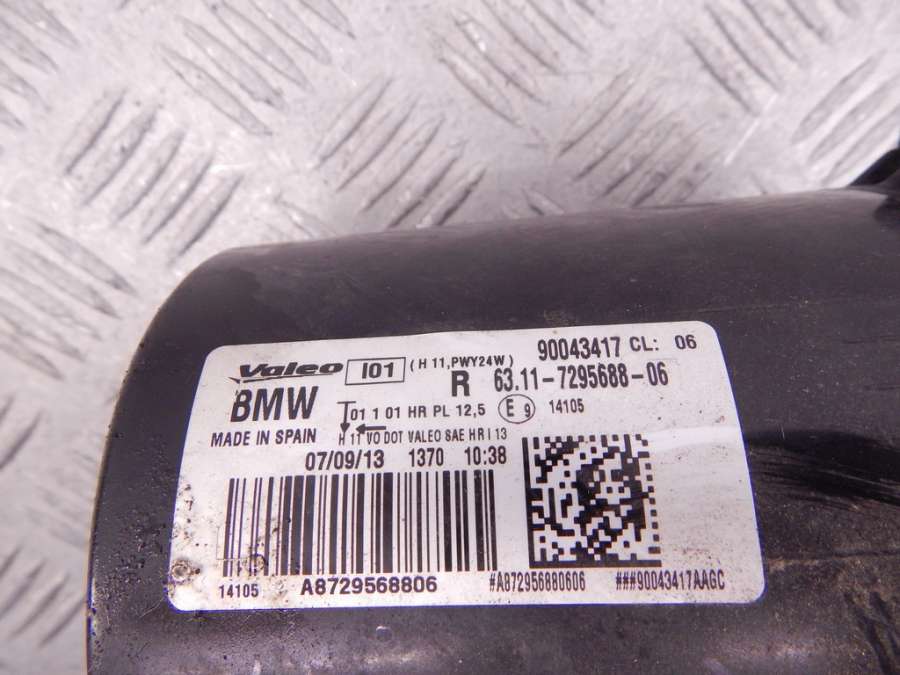 Valeo I01 (H 11,PWY24W) 90043417 CL: 06
BMW R 63.11-7295688-06
01 1 01 HR PL 12,5 E9 14105
MADE IN SPAIN H 11 VO DOT VALEO SAE HR I 13
07/09/13 1370 10:38
14105 A8729568806 #A872956880606 ###90043417AAGC